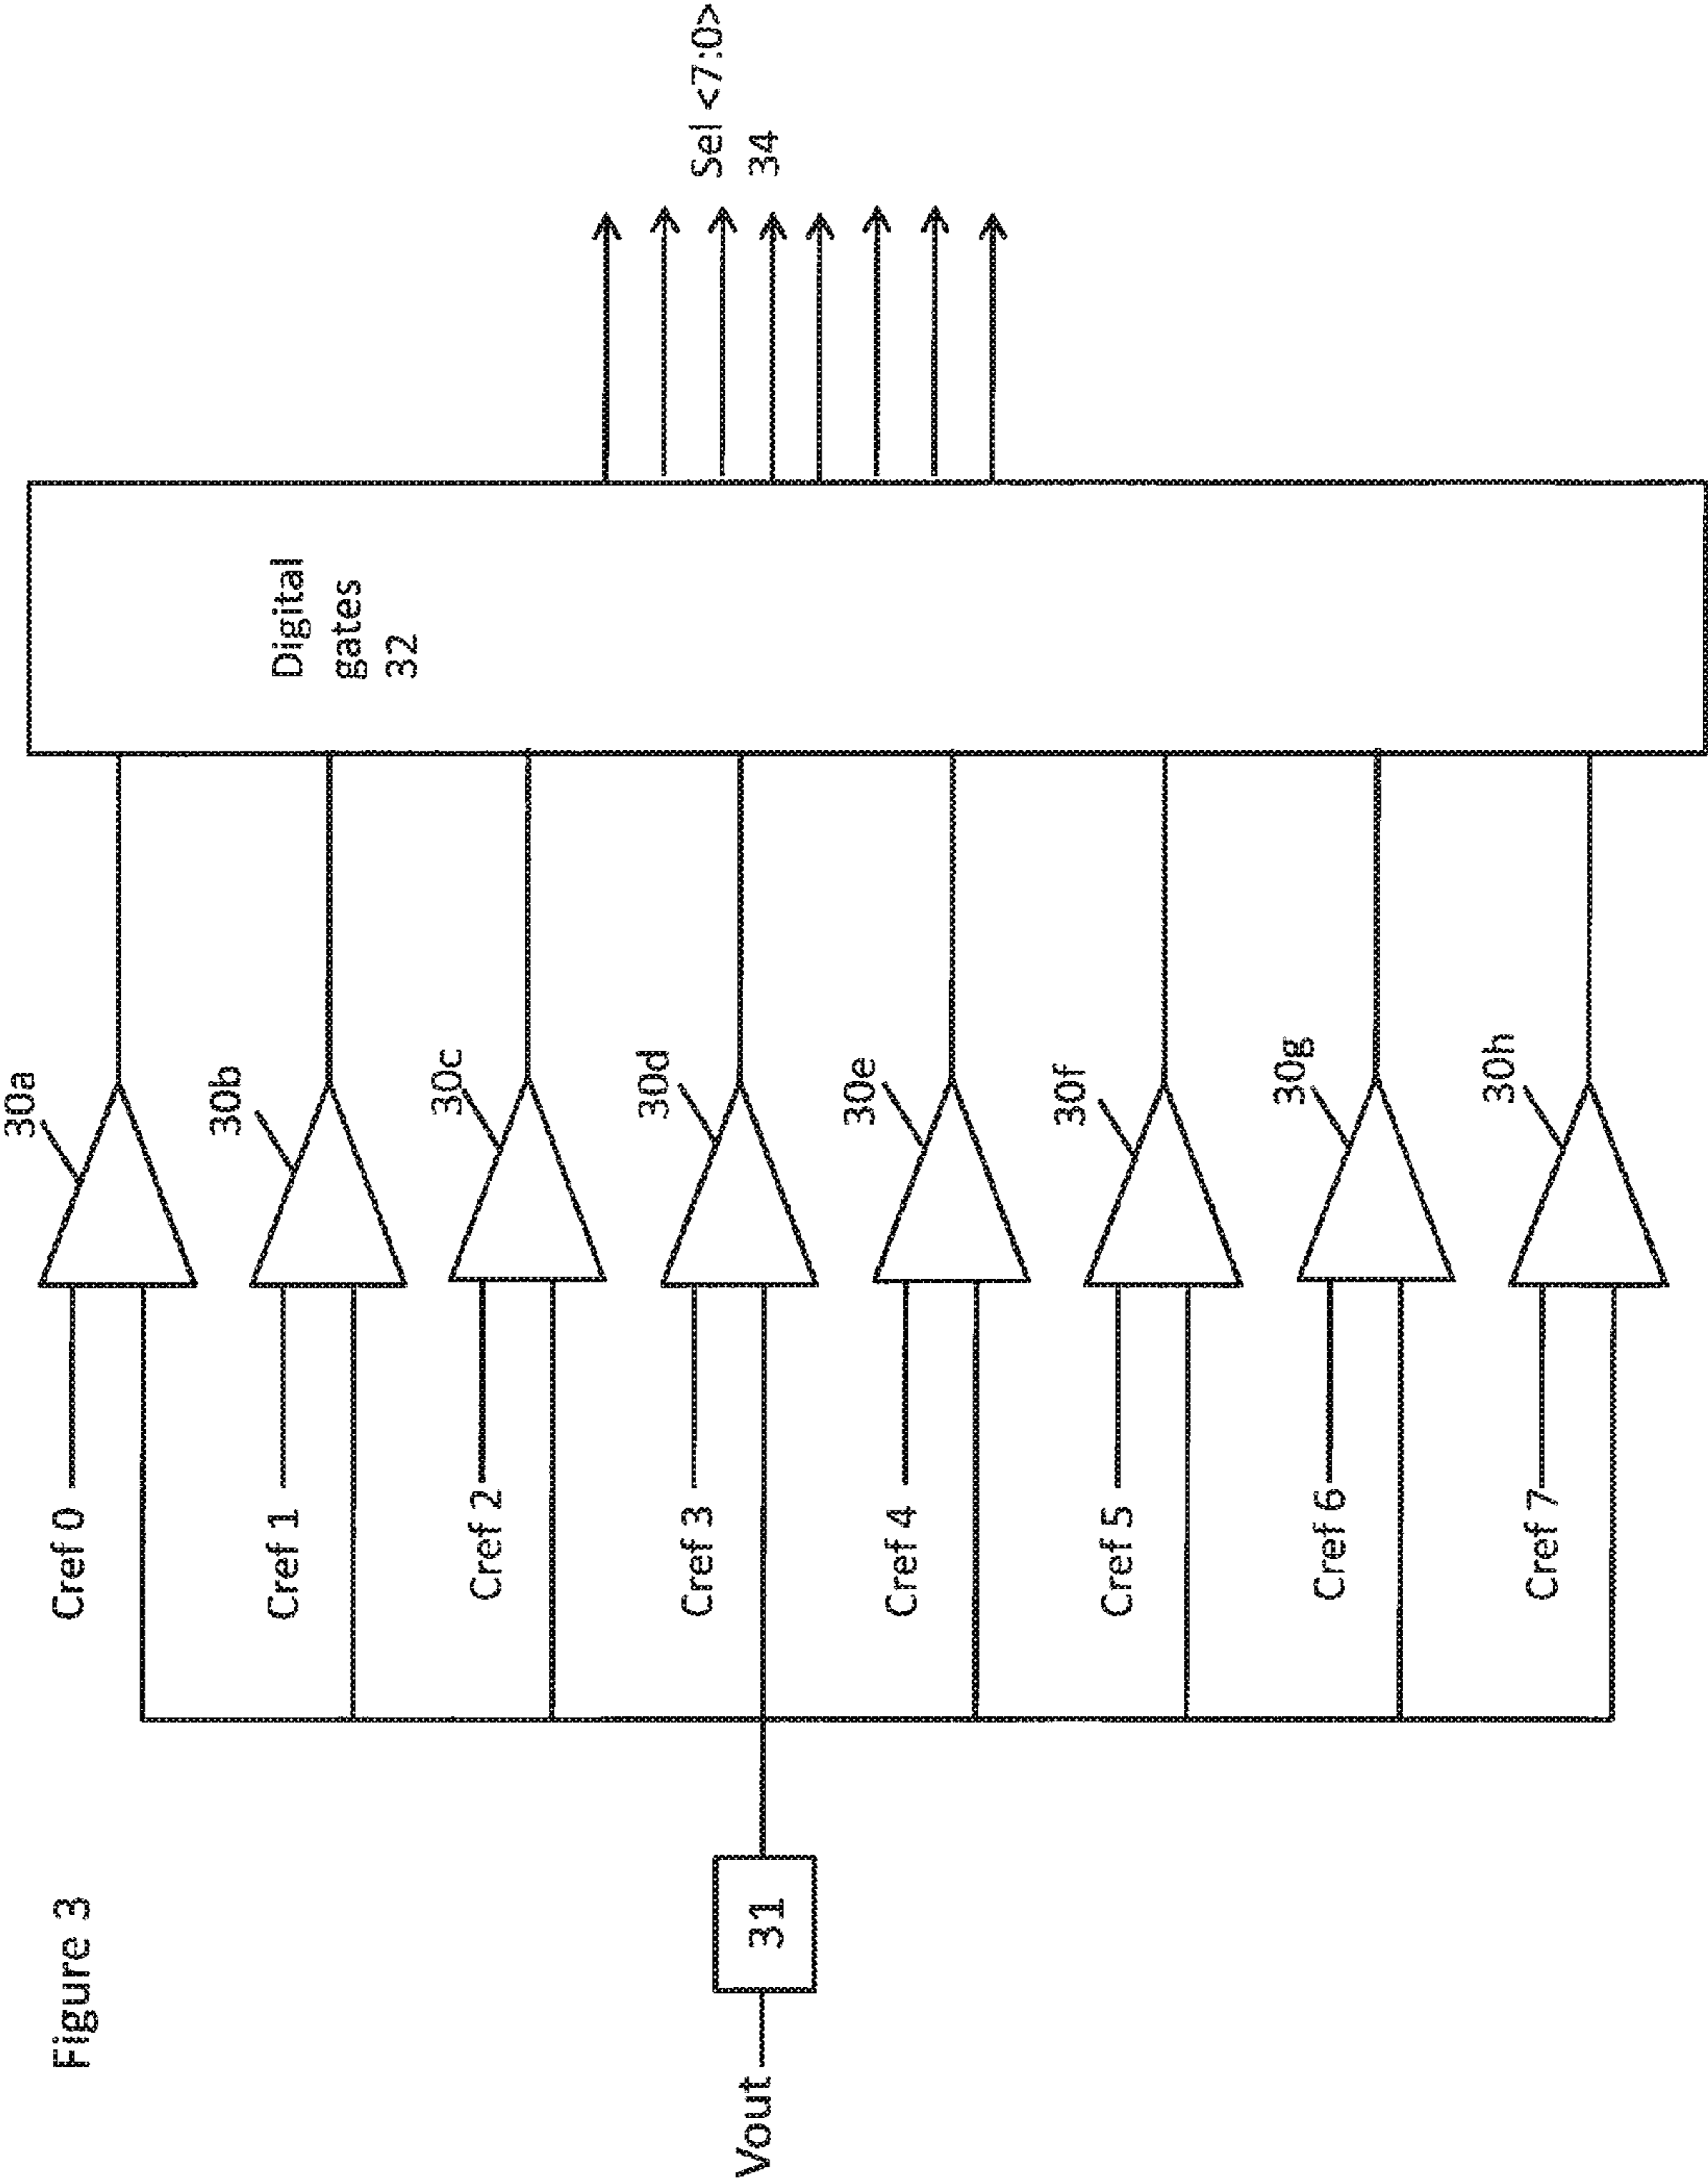 Figure 3
Vout
31
Cref 0
Cref 1
Cref 2
Cref 3
Cref 4
Cref 5
Cref 6
Cref 7
30a
30b
30c
30d
30e
30f
30g
30h
Digital
gates
32
Sel <7:0>
34